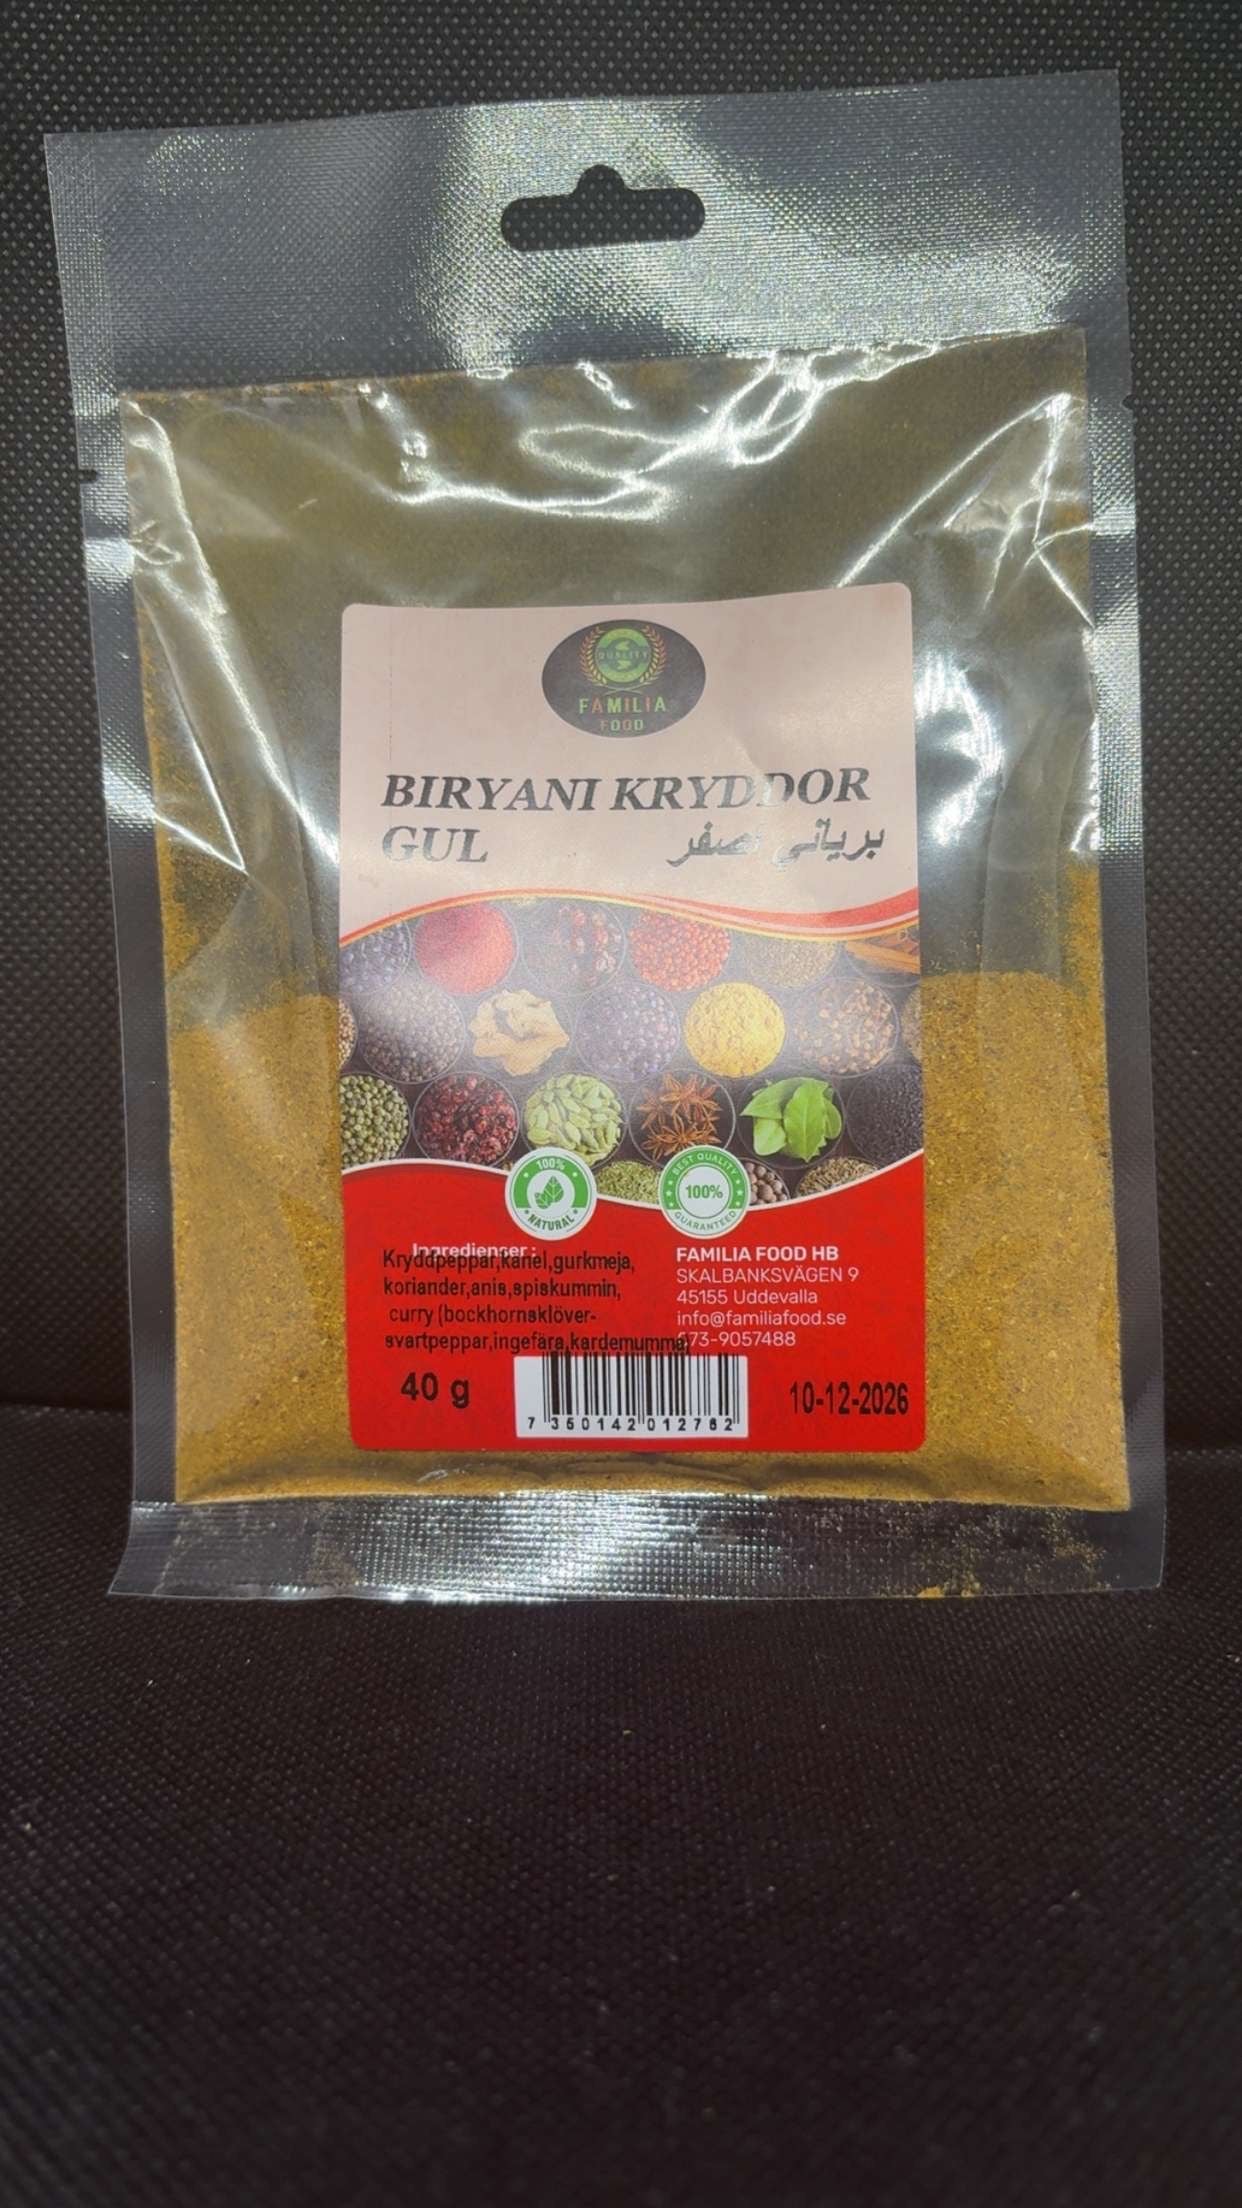 QUALITY
FAMILIA
FOOD
BIRYANI KRYDDOR
GUL
برياني اصفر
100%
NATURAL
BEST QUALITY
100%
GUARANTEED
Ingredienser :
Kryddpeppar,kanel,gurkmeja,
koriander,anis,spiskummin,
curry (bockhornsklöver-
svartpeppar,ingefära,kardemumma)
FAMILIA FOOD HB
SKALBANKSVÄGEN 9
45155 Uddevalla
info@familiafood.se
073-9057488
40 g
7 350142 012762
10-12-2026